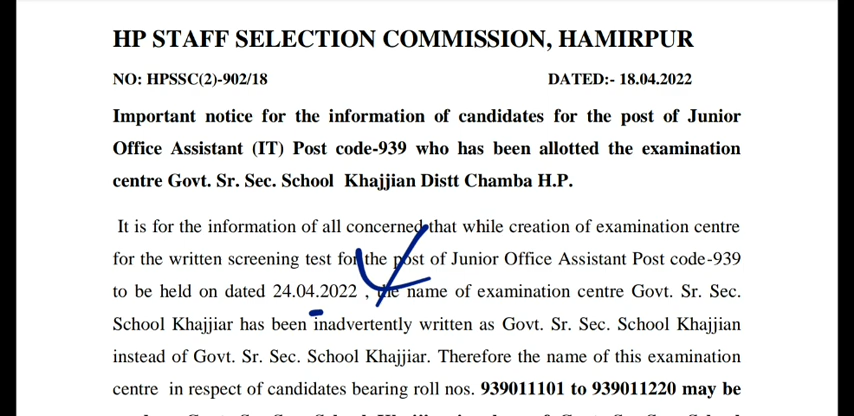 HP STAFF SELECTION COMMISSION, HAMIRPUR
NO: HPSSC(2)-902/18 DATED:- 18.04.2022
Important notice for the information of candidates for the post of Junior
Office Assistant (IT) Post code-939 who has been allotted the examination
centre Govt. Sr. Sec. School Khajjian Distt Chamba H.P.
It is for the information of all concerned that while creation of examination centre
for the written screening test for the post of Junior Office Assistant Post code-939
to be held on dated 24.04.2022 , the name of examination centre Govt. Sr. Sec.
School Khajjiar has been inadvertently written as Govt. Sr. Sec. School Khajjian
instead of Govt. Sr. Sec. School Khajjiar. Therefore the name of this examination
centre in respect of candidates bearing roll nos. 939011101 to 939011220 may be